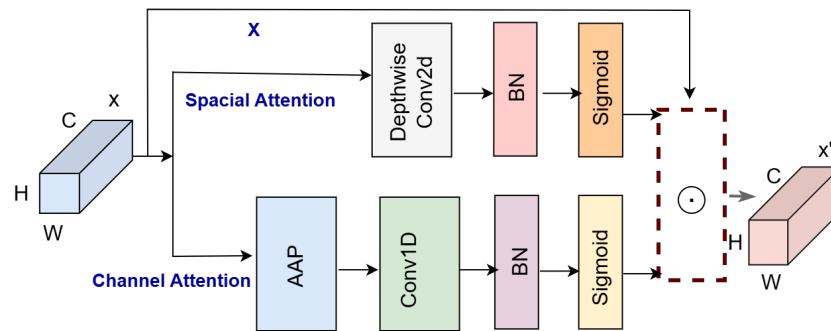 X
C
x
H
W
Spacial Attention
Depthwise
Conv2d
BN
Sigmoid
Channel Attention
AAP
Conv1D
BN
Sigmoid
x'
C
H
W